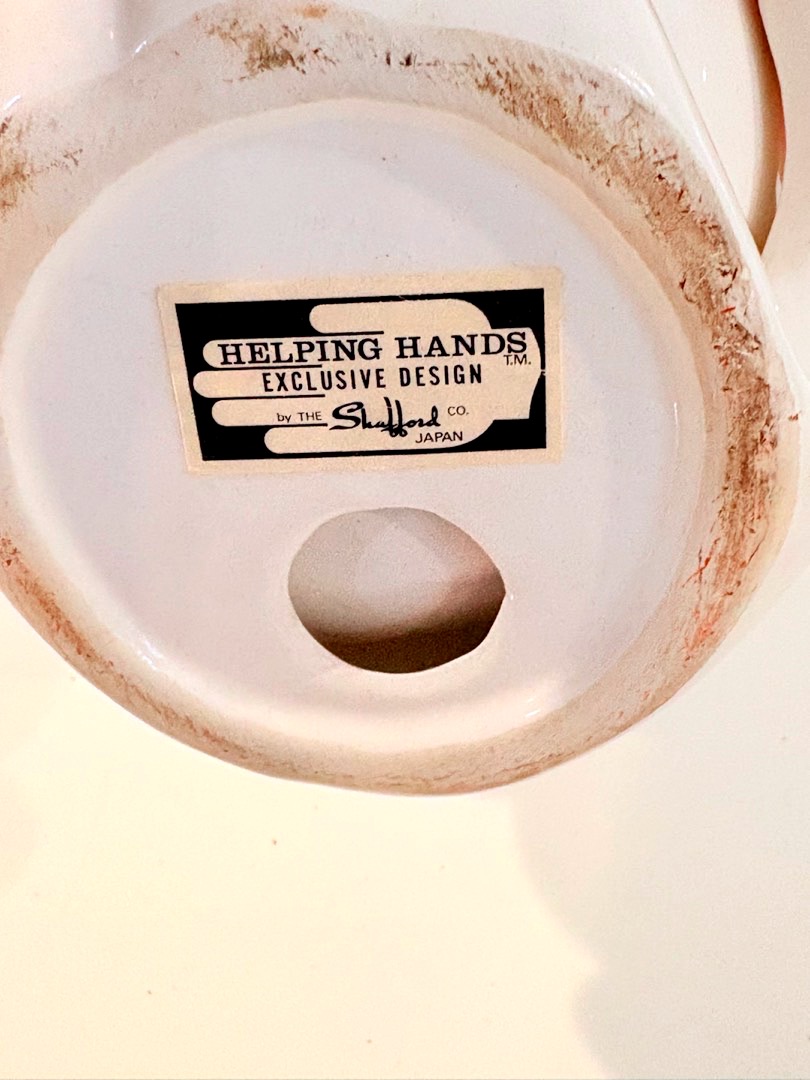 HELPING HANDS T.M.
EXCLUSIVE DESIGN
by THE Shafford CO.
JAPAN